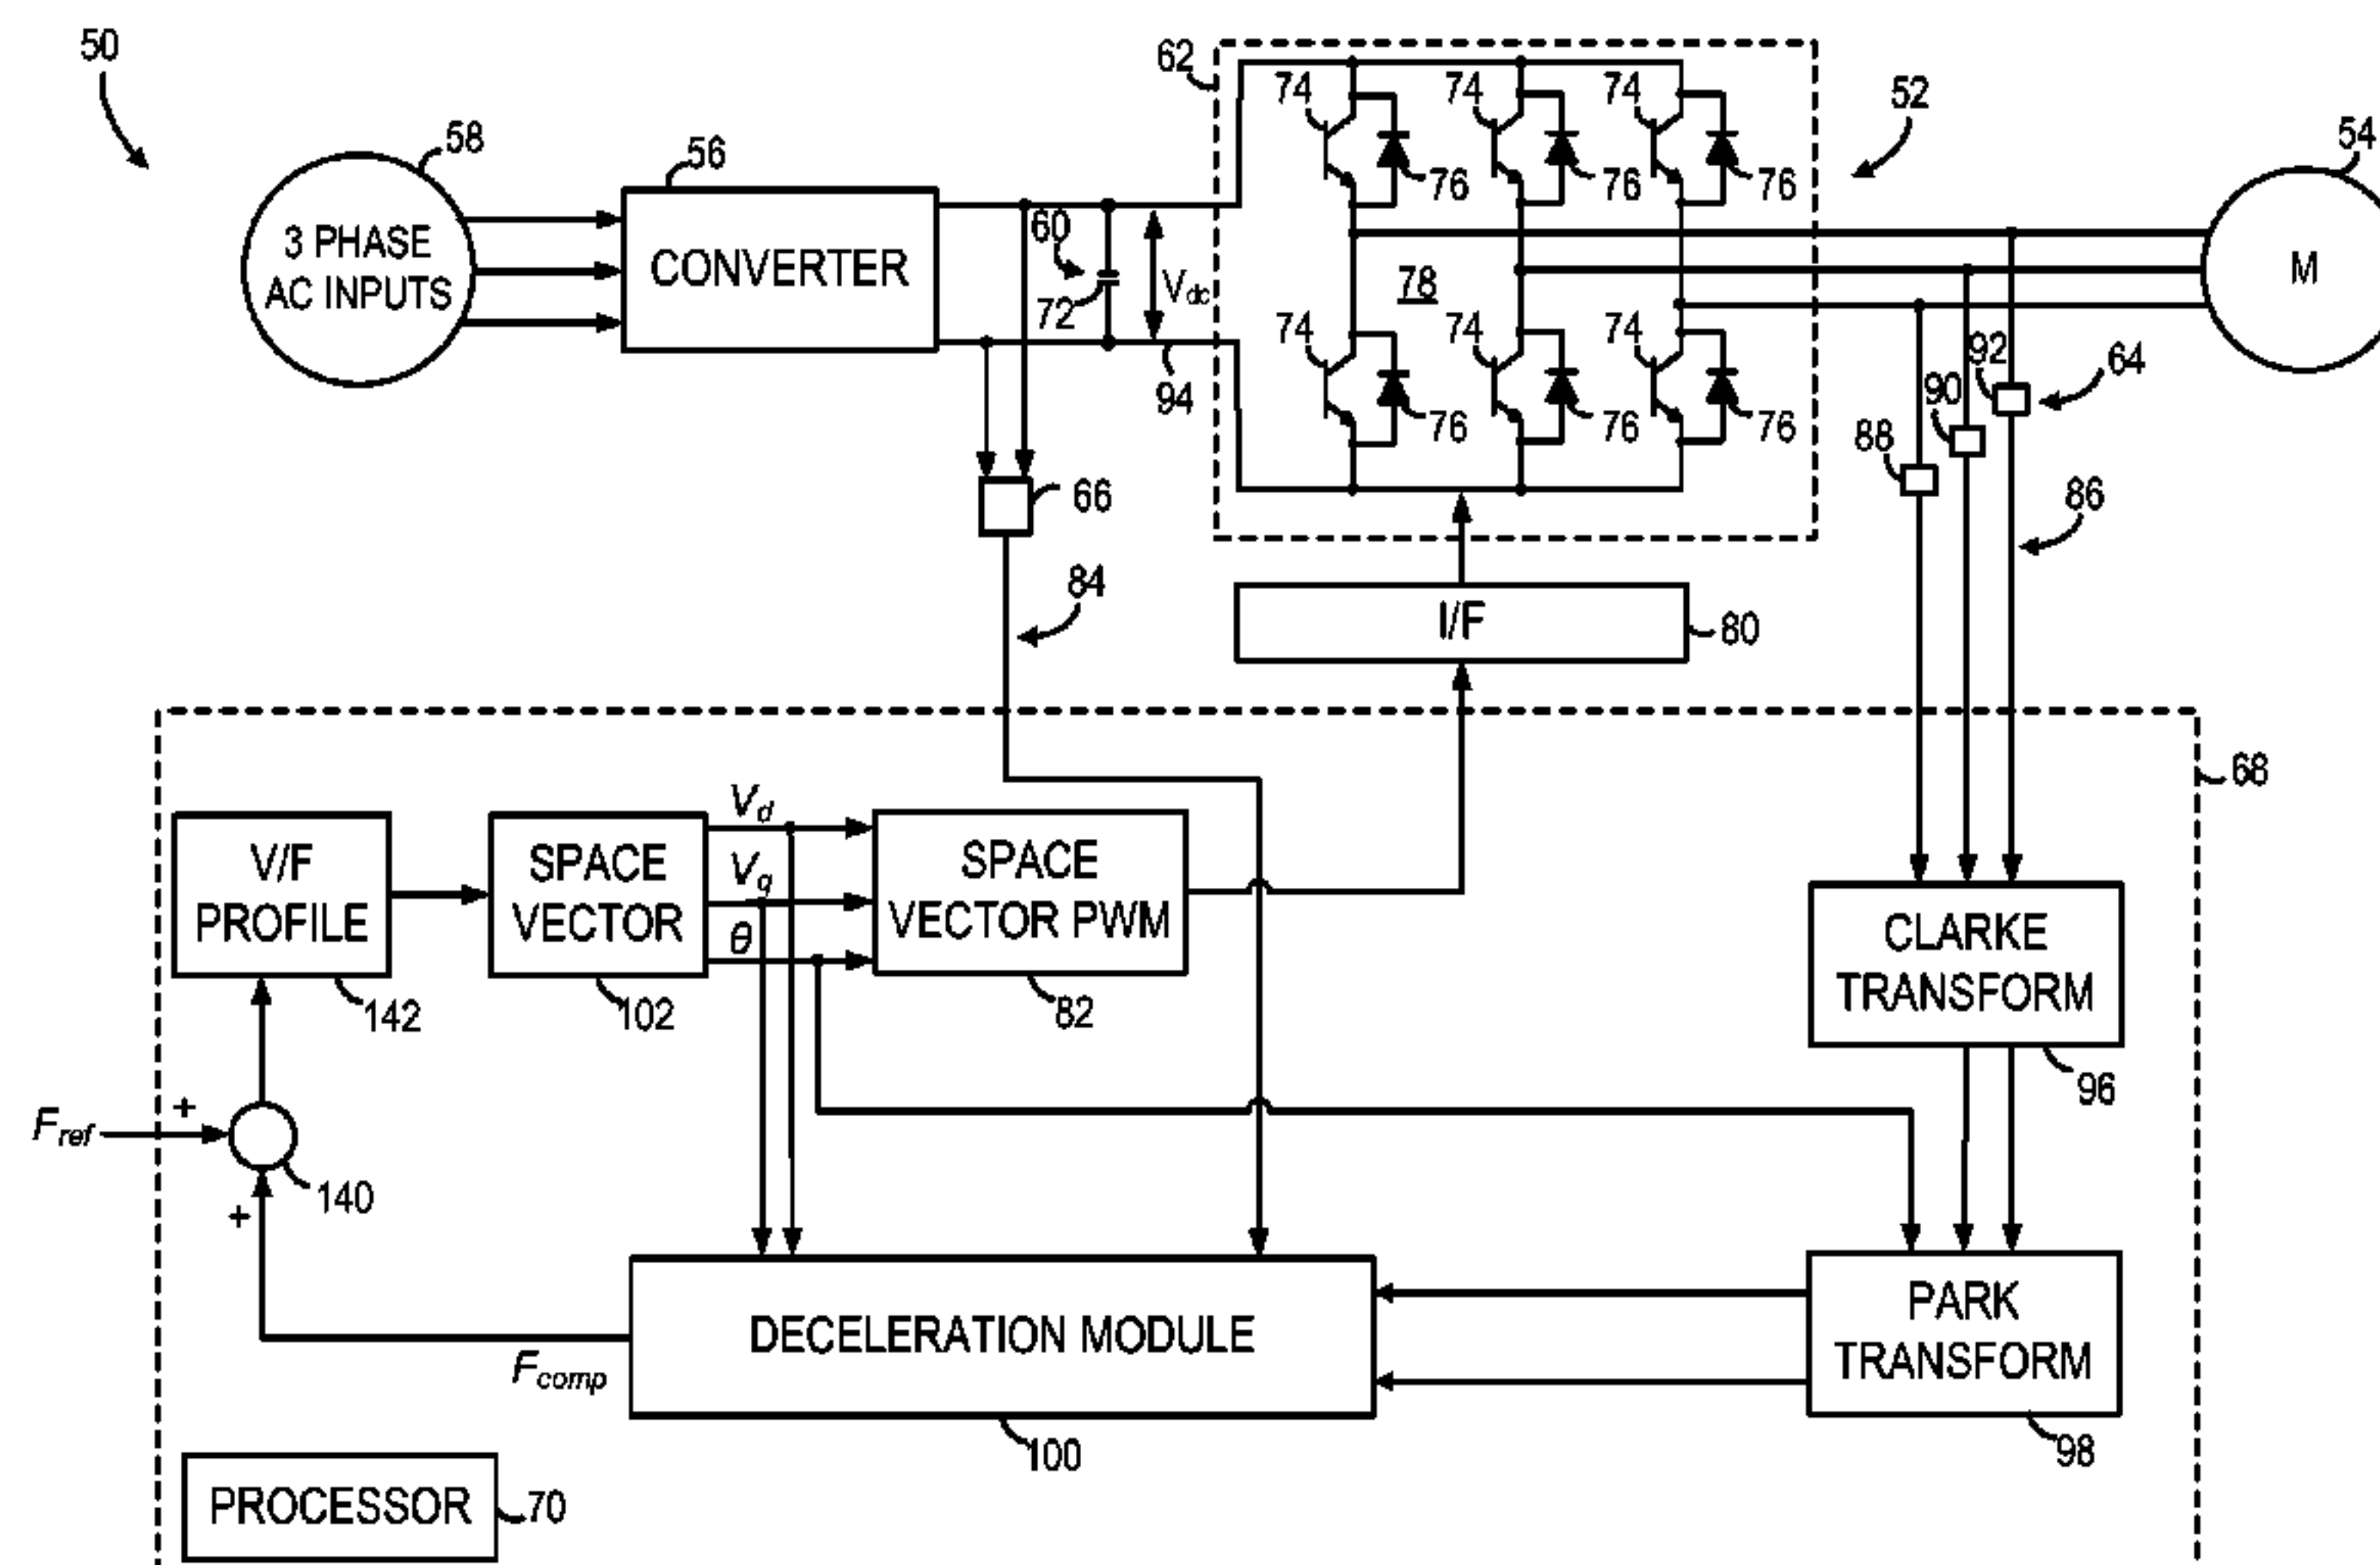 50
58
3 PHASE
AC INPUTS
56
CONVERTER
60
72
Vdc
94
62
74
74
74
76
76
76
78
74
74
74
76
76
76
52
54
M
92
64
90
88
86
66
84
I/F
80
68
V/F
PROFILE
142
SPACE
VECTOR
102
Vd
Vq
θ
SPACE
VECTOR PWM
82
CLARKE
TRANSFORM
96
Fref
+
140
+
Fcomp
DECELERATION MODULE
100
PARK
TRANSFORM
98
PROCESSOR
70